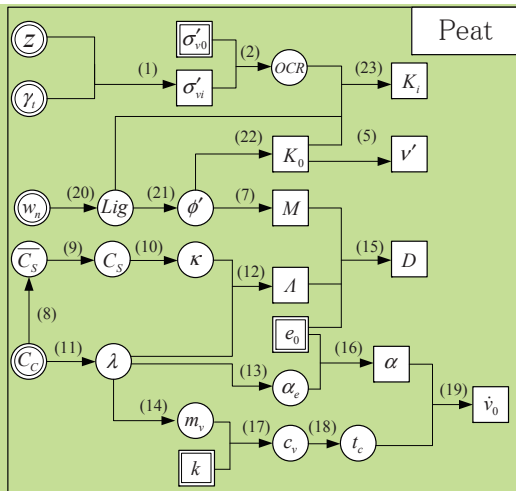 Peat
z
σ'v0
(2)
OCR
(23)
Ki
(1)
σ'vi
γt
(22)
K0
(5)
ν'
wn
(20)
Lig
(21)
ϕ'
(7)
M
(15)
D
C̅S̅
(9)
CS
(10)
κ
(12)
Λ
(8)
e0
(16)
α
CC
(11)
λ
(13)
αe
(19)
v̇0
(14)
mv
(17)
cv
(18)
tc
k